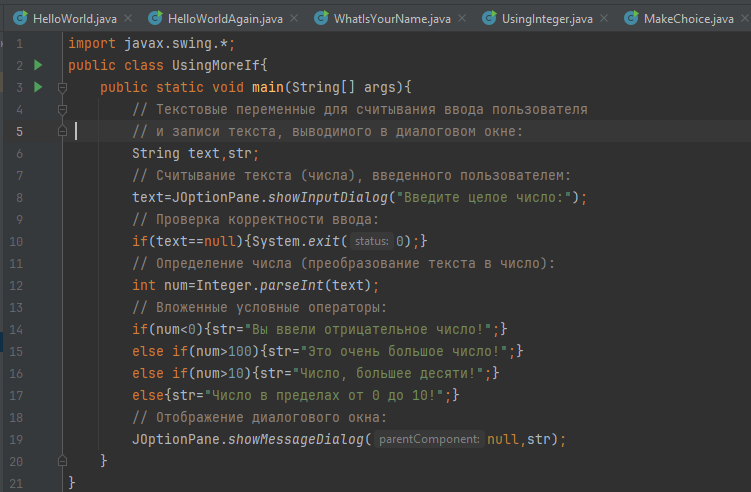 HelloWorld.java HelloWorldAgain.java WhatIsYourName.java UsingInteger.java MakeChoice.java
1 import javax.swing.*;
2 public class UsingMoreIf{
3 public static void main(String[] args){
4 // Текстовые переменные для считывания ввода пользователя
5 // и записи текста, выводимого в диалоговом окне:
6 String text,str;
7 // Считывание текста (числа), введенного пользователем:
8 text=JOptionPane.showInputDialog("Введите целое число:");
9 // Проверка корректности ввода:
10 if(text==null){System.exit( status: 0);}
11 // Определение числа (преобразование текста в число):
12 int num=Integer.parseInt(text);
13 // Вложенные условные операторы:
14 if(num<0){str="Вы ввели отрицательное число!";}
15 else if(num>100){str="Это очень большое число!";}
16 else if(num>10){str="Число, большее десяти!";}
17 else{str="Число в пределах от 0 до 10!";}
18 // Отображение диалогового окна:
19 JOptionPane.showMessageDialog( parentComponent: null,str);
20 }
21 }